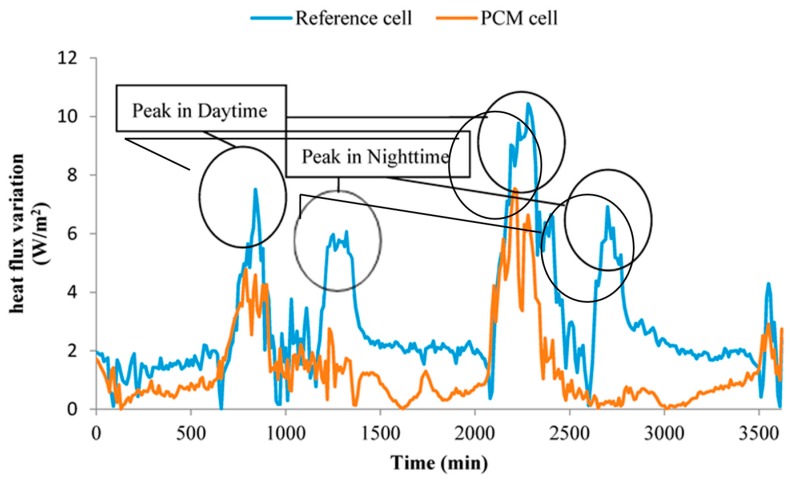 Reference cell PCM cell
12
10
8
6
4
2
0
heat flux variation
(W/m²)
Peak in Daytime
Peak in Nighttime
0 500 1000 1500 2000 2500 3000 3500
Time (min)